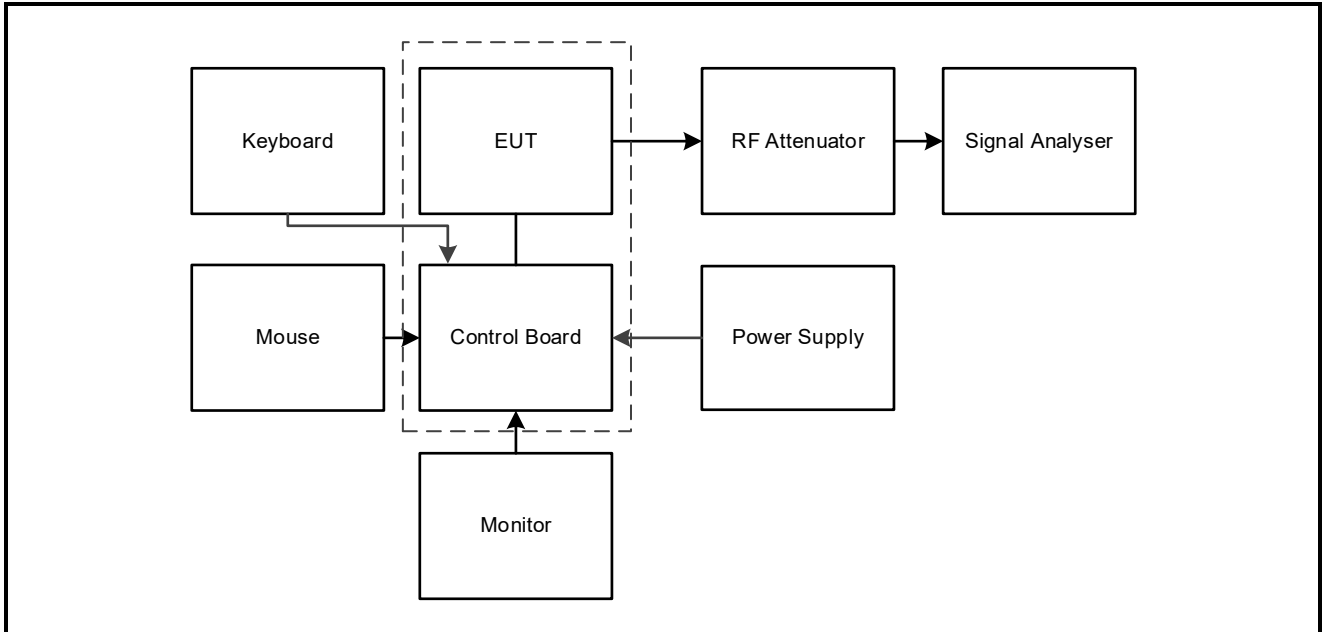 Keyboard
EUT
RF Attenuator
Signal Analyser
Mouse
Control Board
Power Supply
Monitor